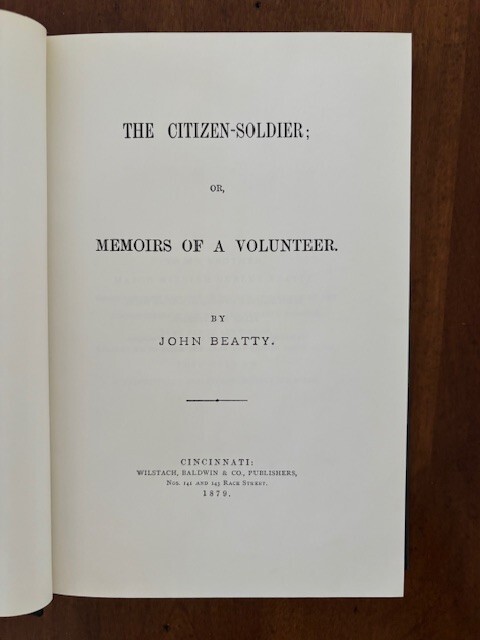 THE CITIZEN-SOLDIER;
OR,
MEMOIRS OF A VOLUNTEER.
BY
JOHN BEATTY.
CINCINNATI:
WILSTACH, BALDWIN & CO., PUBLISHERS,
Nos. 141 AND 143 RACE STREET.
1879.